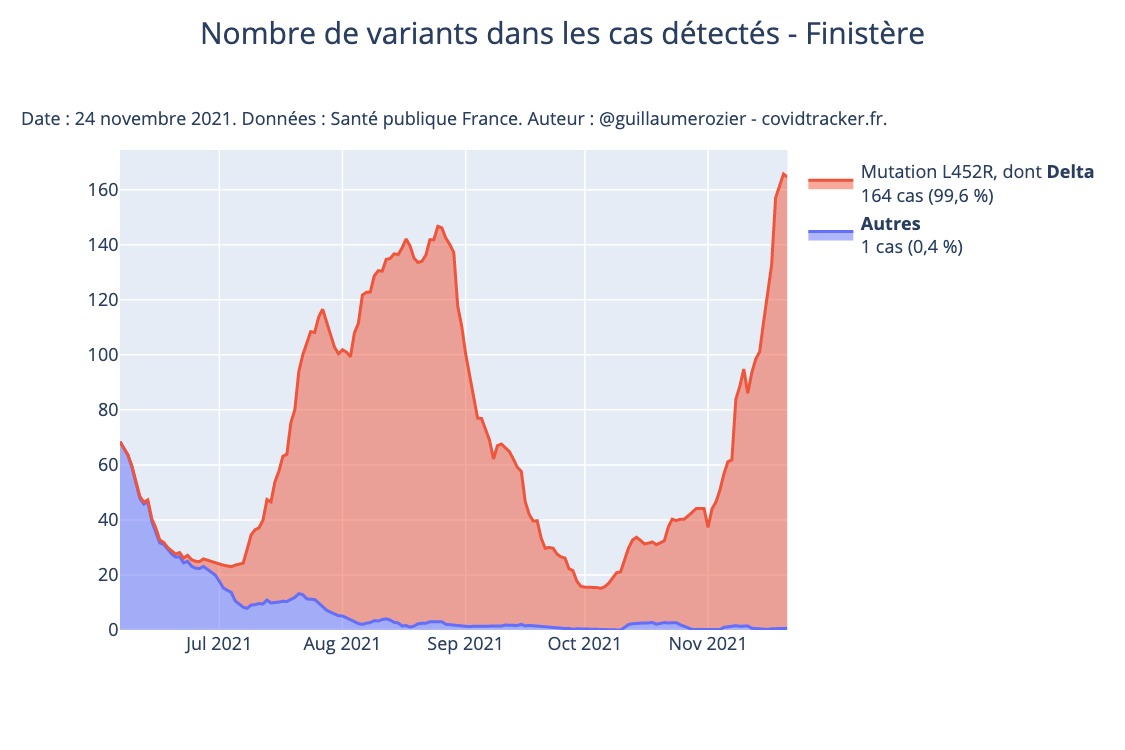 Nombre de variants dans les cas détectés - Finistère
Date : 24 novembre 2021. Données : Santé publique France. Auteur : @guillaumerozier - covidtracker.fr.
Mutation L452R, dont Delta
164 cas (99,6 %)
Autres
1 cas (0,4 %)
160
140
120
100
80
60
40
20
0
Jul 2021
Aug 2021
Sep 2021
Oct 2021
Nov 2021